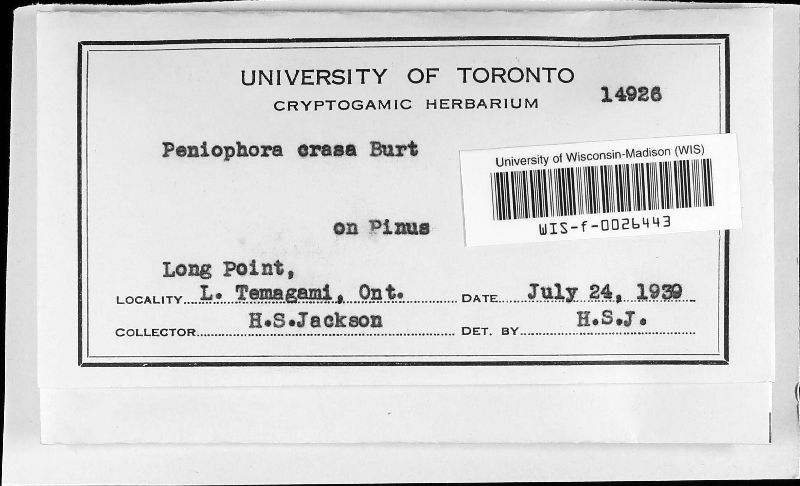 UNIVERSITY OF TORONTO
CRYPTOGAMIC HERBARIUM
14926
Peniophora crasa Burt
University of Wisconsin-Madison (WIS)
WIS-f-0026443
on Pinus
Long Point,
LOCALITY L. Temagami, Ont. DATE July 24, 1939
COLLECTOR H.S.Jackson DET. BY H.S.J.